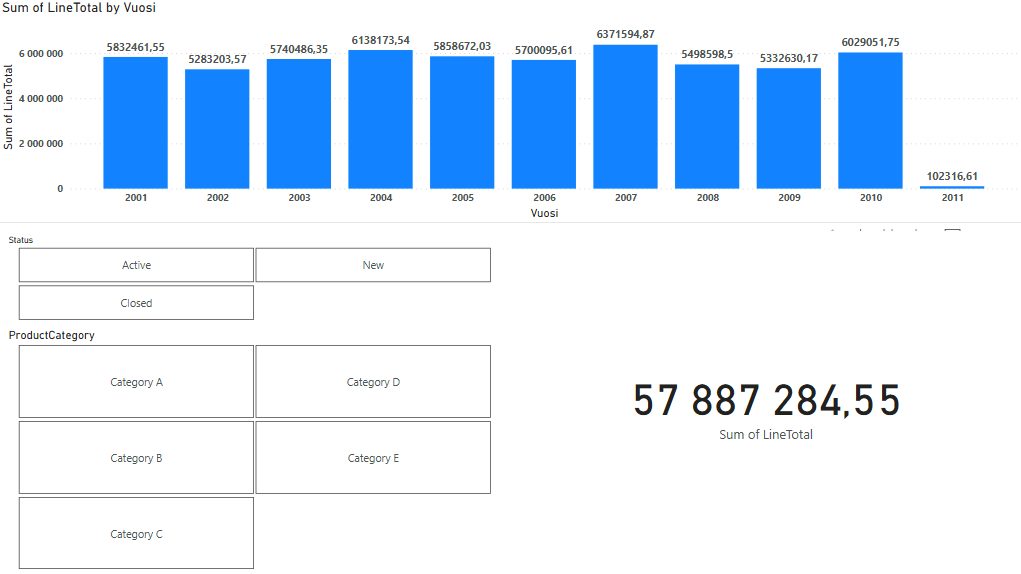 Sum of LineTotal by Vuosi
6371594,87
6138173,54
6029051,75
5832461,55
5740486,35
5858672,03
5700095,61
5498598,5
5332630,17
5283203,57
6 000 000
4 000 000
2 000 000
0
102316,61
Sum of LineTotal
2001 2002 2003 2004 2005 2006 2007 2008 2009 2010 2011
Vuosi
Status
Active New
Closed
ProductCategory
Category A Category D
Category B Category E
Category C
57 887 284,55
Sum of LineTotal